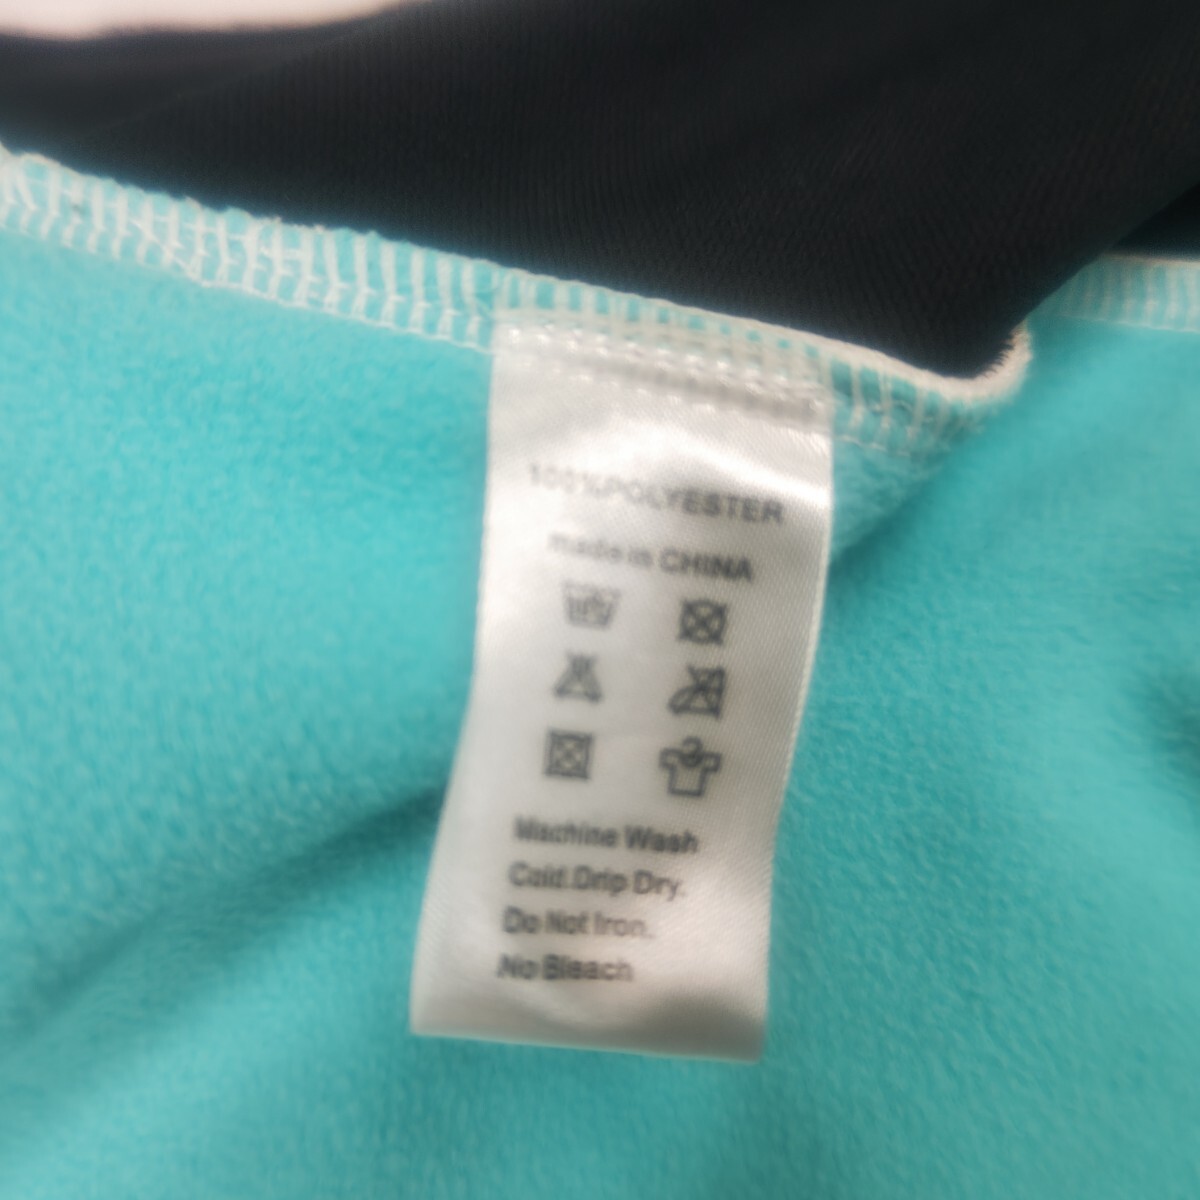 100%POLYESTER
made in CHINA
Machine Wash
Cold.Drip Dry.
Do Not Iron.
No Bleach